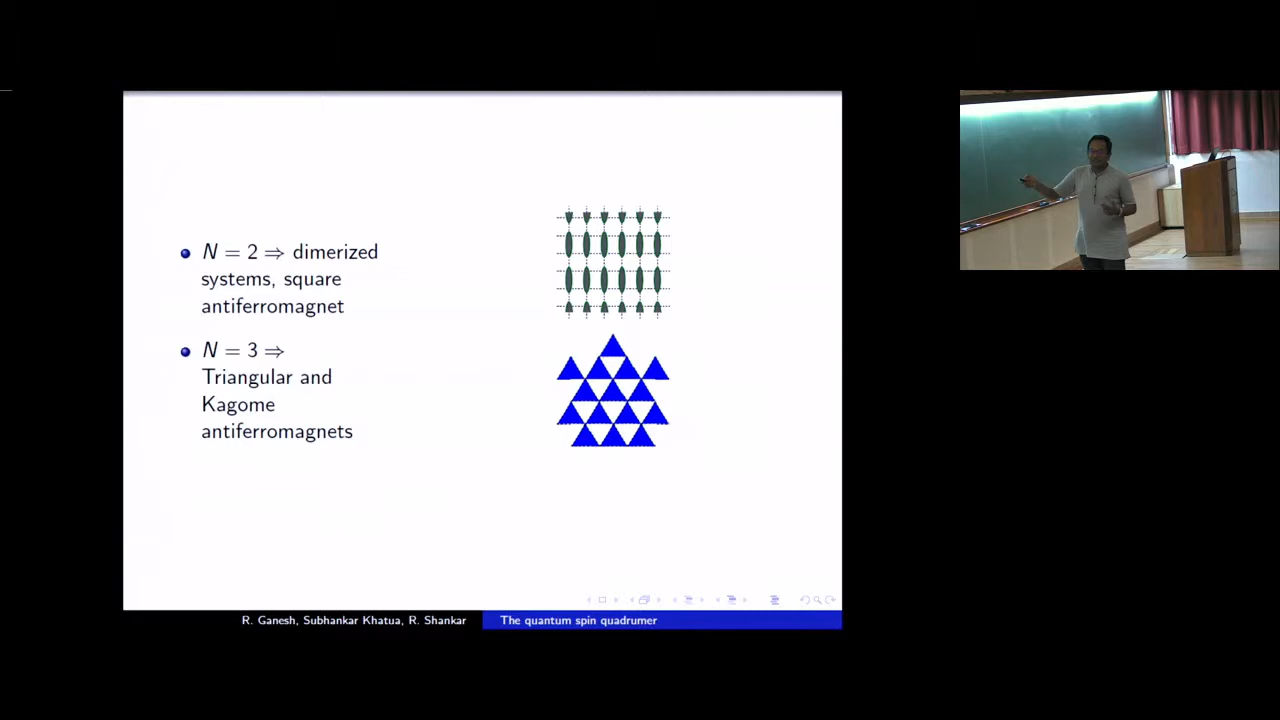 N = 2 ⇒ dimerized
systems, square
antiferromagnet
N = 3 ⇒
Triangular and
Kagome
antiferromagnets
R. Ganesh, Subhankar Khatua, R. Shankar
The quantum spin quadrumer